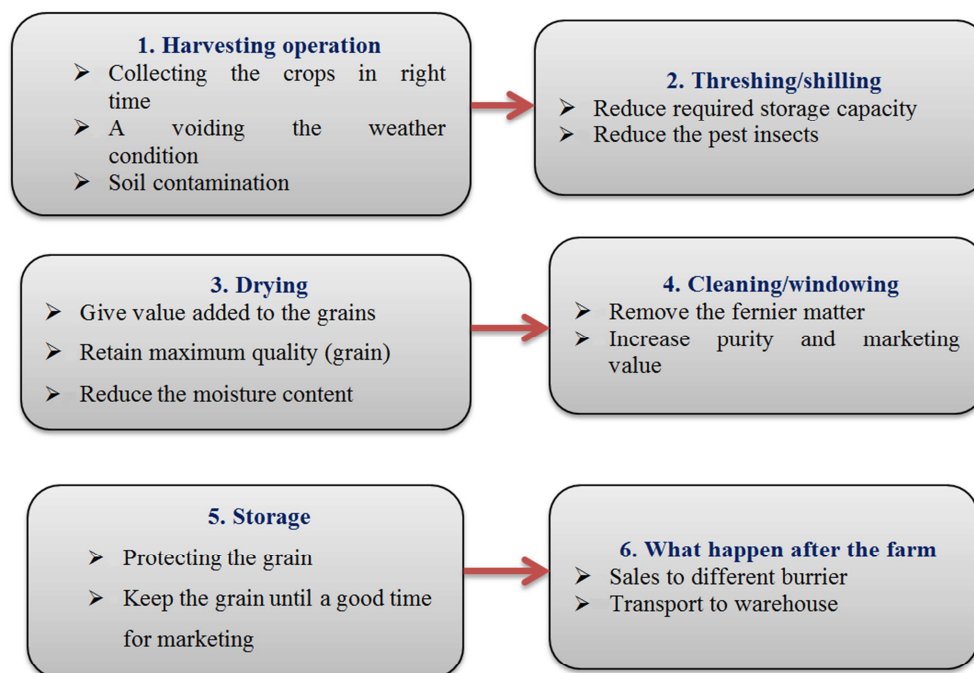 1. Harvesting operation
➢ Collecting the crops in right
time
➢ A voiding the weather
condition
➢ Soil contamination
2. Threshing/shilling
➢ Reduce required storage capacity
➢ Reduce the pest insects
3. Drying
➢ Give value added to the grains
➢ Retain maximum quality (grain)
➢ Reduce the moisture content
4. Cleaning/windowing
➢ Remove the fernier matter
➢ Increase purity and marketing
value
5. Storage
➢ Protecting the grain
➢ Keep the grain until a good time
for marketing
6. What happen after the farm
➢ Sales to different burrier
➢ Transport to warehouse